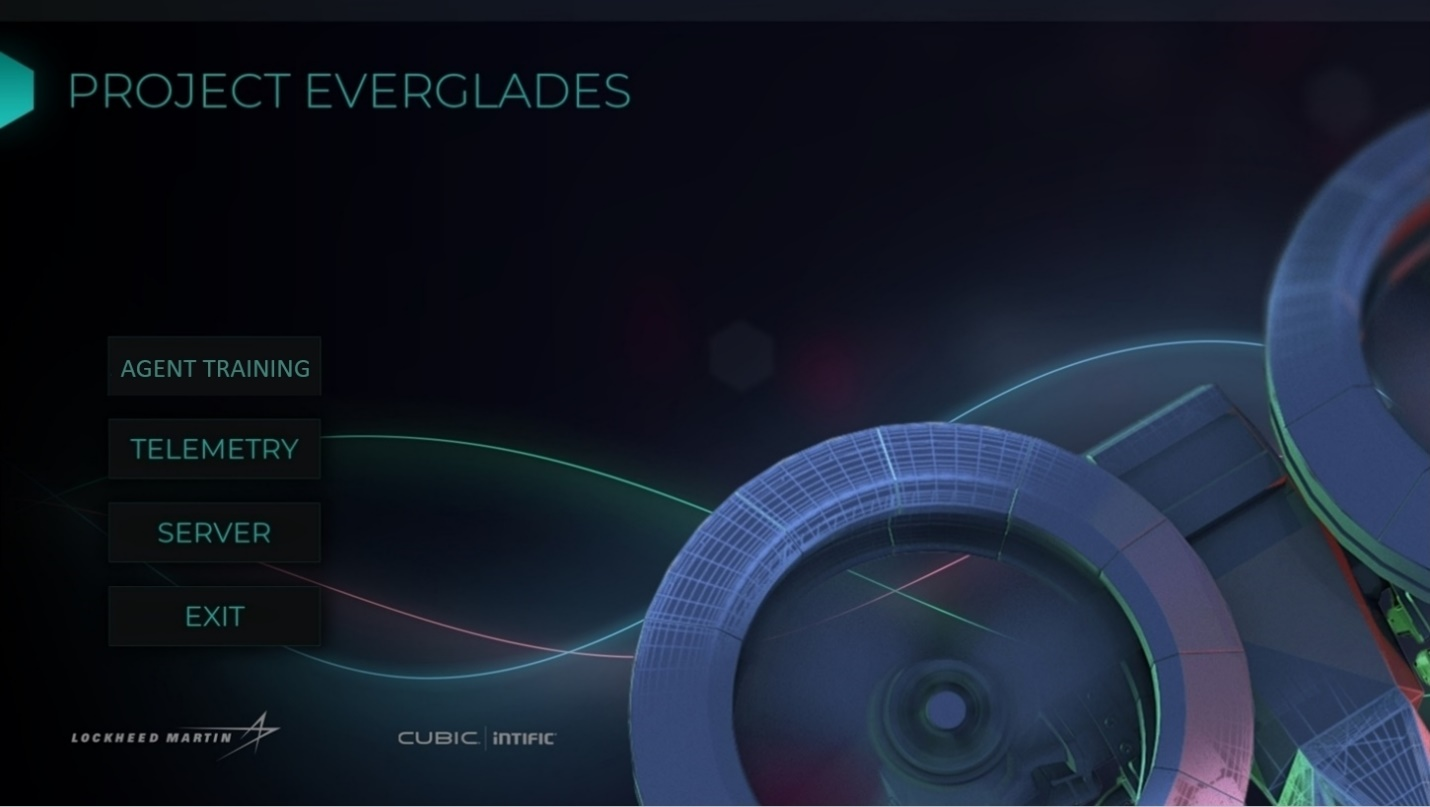 PROJECT EVERGLADES
AGENT TRAINING
TELEMETRY
SERVER
EXIT
LOCKHEED MARTIN
CUBIC | INTIFIC